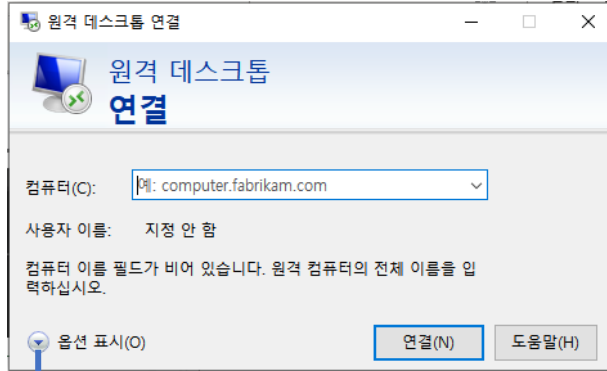 원격 데스크톱 연결
원격 데스크톱
연결
컴퓨터(C): 예: computer.fabrikam.com
사용자 이름: 지정 안 함
컴퓨터 이름 필드가 비어 있습니다. 원격 컴퓨터의 전체 이름을 입
력하십시오.
옵션 표시(O) 연결(N) 도움말(H)